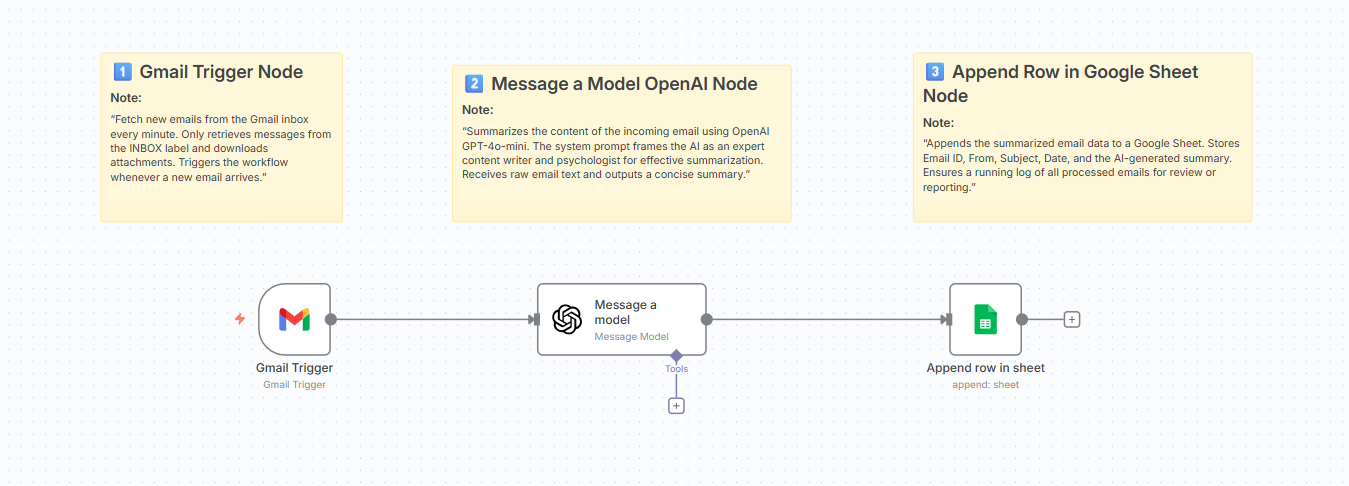 1 Gmail Trigger Node
Note:
“Fetch new emails from the Gmail inbox
every minute. Only retrieves messages from
the INBOX label and downloads
attachments. Triggers the workflow
whenever a new email arrives.”
2 Message a Model OpenAI Node
Note:
“Summarizes the content of the incoming email using OpenAI
GPT-4o-mini. The system prompt frames the AI as an expert
content writer and psychologist for effective summarization.
Receives raw email text and outputs a concise summary.”
3 Append Row in Google Sheet
Node
Note:
“Appends the summarized email data to a Google Sheet. Stores
Email ID, From, Subject, Date, and the AI-generated summary.
Ensures a running log of all processed emails for review or
reporting.”
Gmail Trigger
Gmail Trigger
Message a
model
Message Model
Tools
Append row in sheet
append: sheet